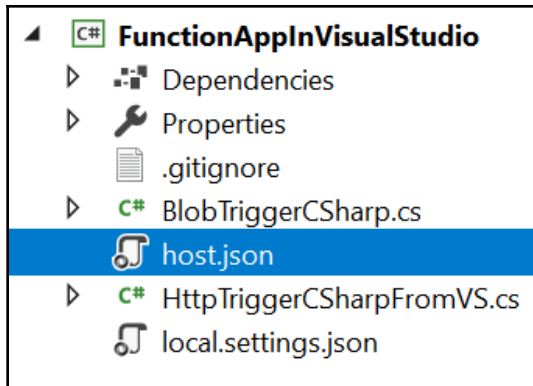 C# FunctionAppInVisualStudio
Dependencies
Properties
.gitignore
C# BlobTriggerCSharp.cs
host.json
C# HttpTriggerCSharpFromVS.cs
local.settings.json